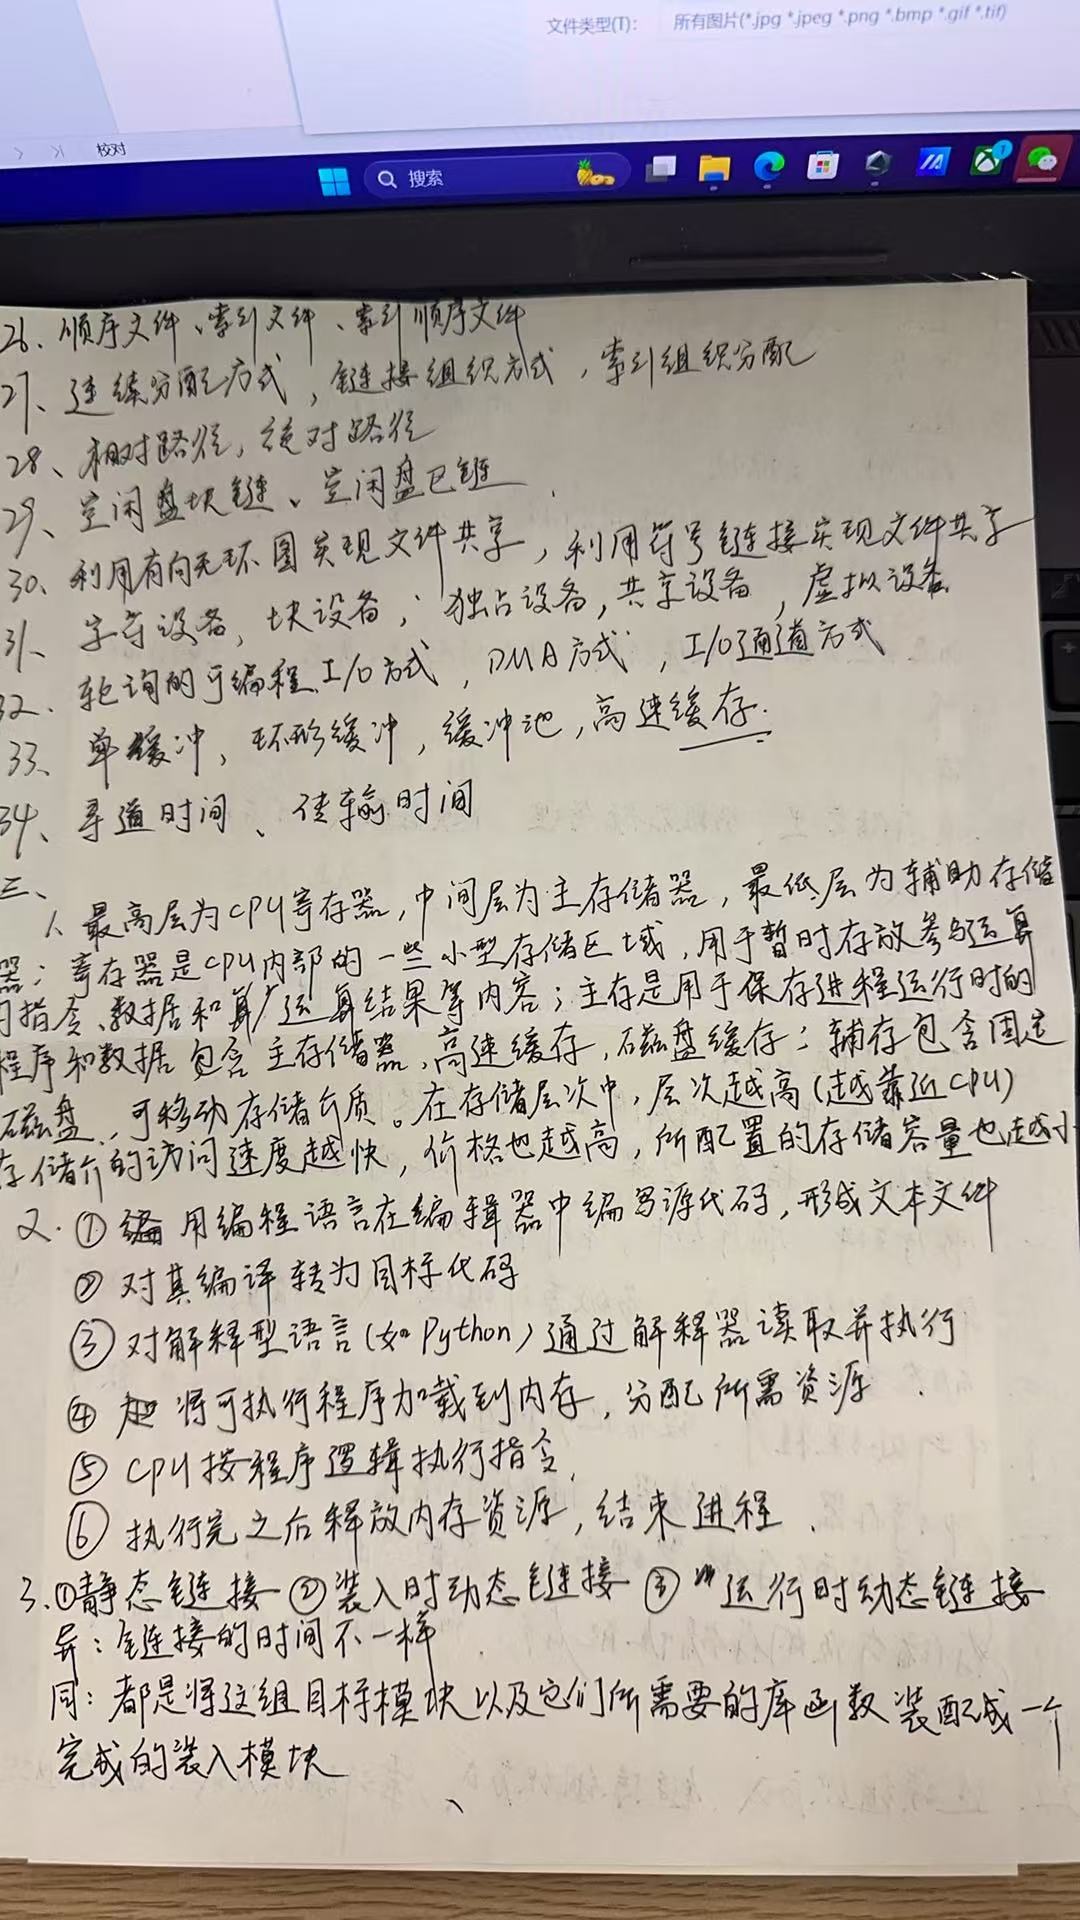 文件类型(T): 所有图片(*.jpg *.jpeg *.png *.bmp *.gif *.tif)
校对
搜索
26、顺序文件、索引文件、索引顺序文件
27、连续分配方式,链接组织方式,索引组织分配
28、相对路径,绝对路径
29、空闲盘块链、空闲盘区链
30、利用有向无环图实现文件共享,利用符号链接实现文件共享
31、字符设备,块设备;独占设备,共享设备,虚拟设备
32、轮询的可编程I/O方式,DMA方式,I/O通道方式
33、单缓冲,环形缓冲,缓冲池,高速缓存.
34、寻道时间、传输时间
三、
1、最高层为CPU寄存器,中间层为主存储器,最低层为辅助存储
器;寄存器是CPU内部的一些小型存储区域,用于暂时存放参与运算
指令、数据和运算结果等内容;主存是用于保存进程运行时的
程序和数据包含主存储器,高速缓存,磁盘缓存;辅存包含固定
磁盘,可移动存储介质。在存储层次中,层次越高(越靠近CPU)
存储介的访问速度越快,价格也越高,所配置的存储容量也越小
2.①用编程语言在编辑器中编写源代码,形成文本文件
②对其编译转为目标代码
③对解释型语言(如Python)通过解释器读取并执行
④将可执行程序加载到内存,分配所需资源
⑤CPU按程序逻辑执行指令
⑥执行完之后释放内存资源,结束进程.
3.①静态链接②装入时动态链接③运行时动态链接
异:链接的时间不一样
同:都是将这组目标模块以及它们所需要的库函数装配成一个
完成的装入模块